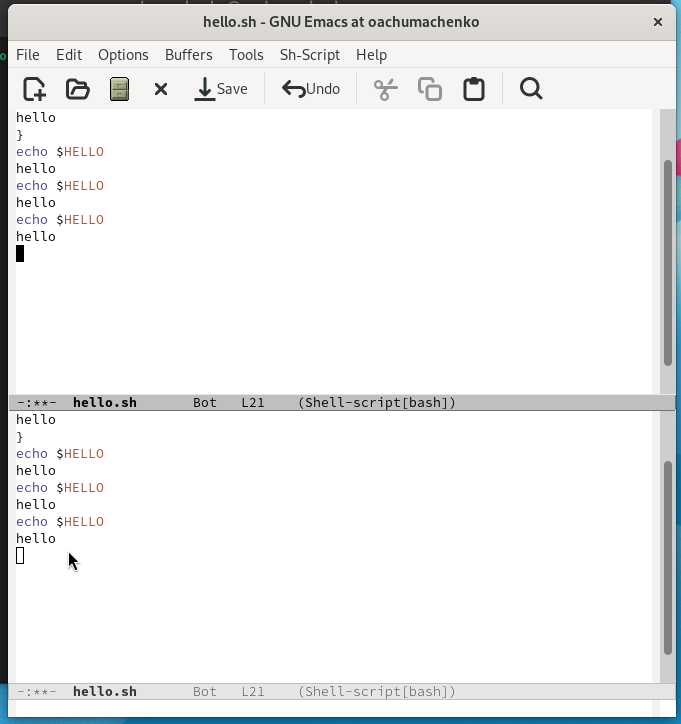 hello.sh - GNU Emacs at oachumachenko
File Edit Options Buffers Tools Sh-Script Help
Save Undo
hello
}
echo $HELLO
hello
echo $HELLO
hello
echo $HELLO
hello
-:**- hello.sh Bot L21 (Shell-script[bash])
hello
}
echo $HELLO
hello
echo $HELLO
hello
echo $HELLO
hello
-:**- hello.sh Bot L21 (Shell-script[bash])